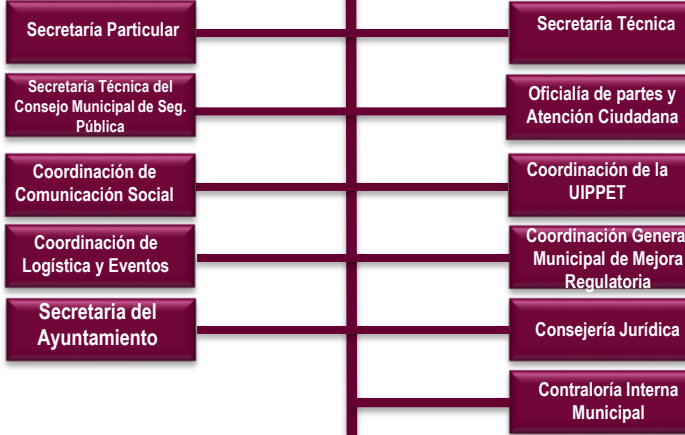 Secretaría Particular
Secretaría Técnica
Secretaría Técnica del
Consejo Municipal de Seg.
Pública
Oficialía de partes y
Atención Ciudadana
Coordinación de
Comunicación Social
Coordinación de la
UIPPET
Coordinación de
Logística y Eventos
Coordinación Genera
Municipal de Mejora
Regulatoria
Secretaria del
Ayuntamiento
Consejería Jurídica
Contraloría Interna
Municipal